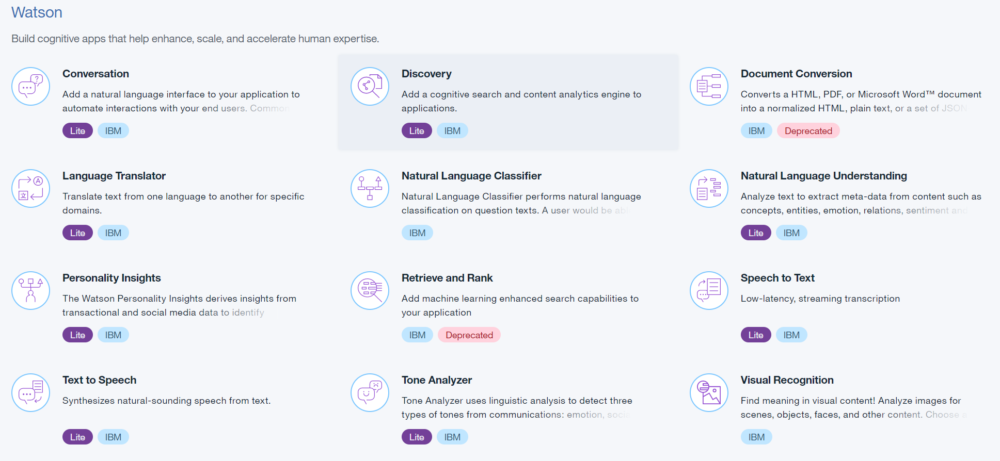 Watson
Build cognitive apps that help enhance, scale, and accelerate human expertise.
Conversation
Add a natural language interface to your application to
automate interactions with your end users. Common
Lite IBM
Discovery
Add a cognitive search and content analytics engine to
applications.
Lite IBM
Document Conversion
Converts a HTML, PDF, or Microsoft Word™ document
into a normalized HTML, plain text, or a set of JSON
IBM Deprecated
Language Translator
Translate text from one language to another for specific
domains.
Lite IBM
Natural Language Classifier
Natural Language Classifier performs natural language
classification on question texts. A user would be
IBM
Natural Language Understanding
Analyze text to extract meta-data from content such as
concepts, entities, emotion, relations, sentiment and
Lite IBM
Personality Insights
The Watson Personality Insights derives insights from
transactional and social media data to identify
Lite IBM
Retrieve and Rank
Add machine learning enhanced search capabilities to
your application
IBM Deprecated
Speech to Text
Low-latency, streaming transcription
Lite IBM
Text to Speech
Synthesizes natural-sounding speech from text.
Lite IBM
Tone Analyzer
Tone Analyzer uses linguistic analysis to detect three
types of tones from communications: emotion,
Lite IBM
Visual Recognition
Find meaning in visual content! Analyze images for
scenes, objects, faces, and other content. Choose a
IBM